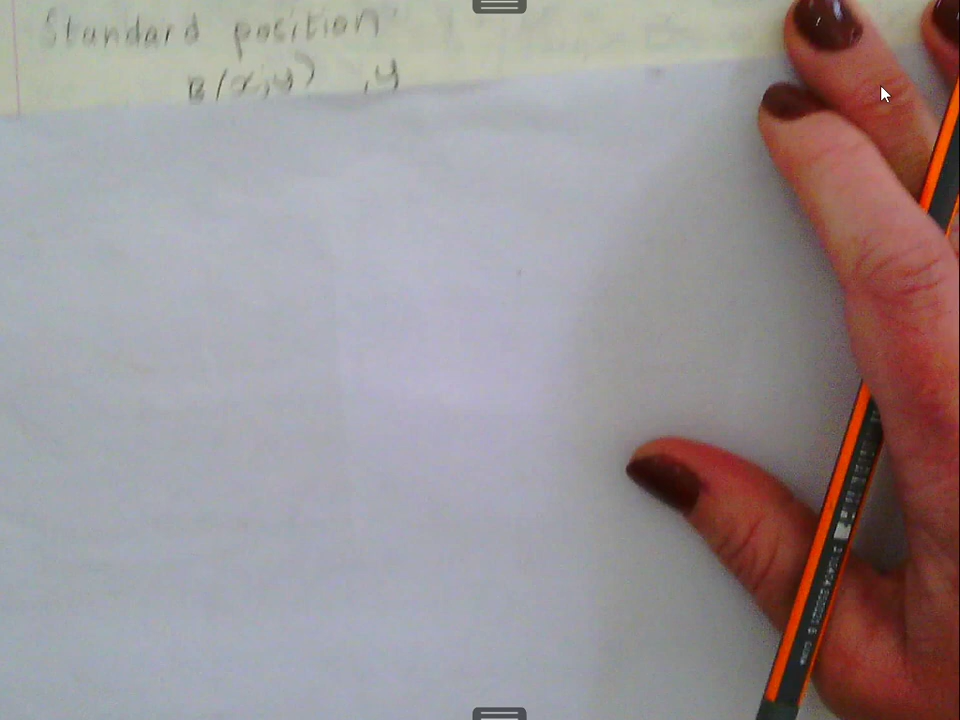 Standard position
B(x;y) , y